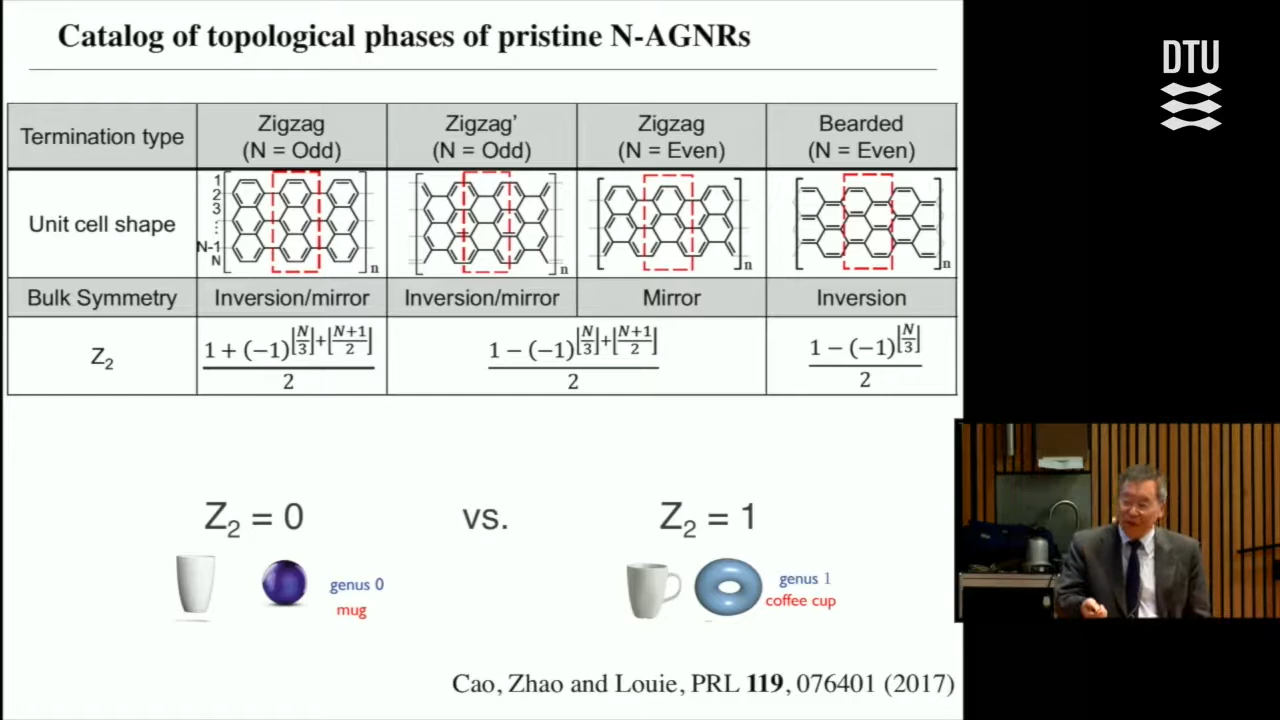 Catalog of topological phases of pristine N-AGNRs
DTU
Termination type
Zigzag
(N = Odd)
Zigzag'
(N = Odd)
Zigzag
(N = Even)
Bearded
(N = Even)
Unit cell shape
1
2
3
⋮
N-1
N
n
n
n
n
Bulk Symmetry
Inversion/mirror
Inversion/mirror
Mirror
Inversion
Z₂
1 + (−1)^(⌊N/3⌋+⌊(N+1)/2⌋)
2
1 − (−1)^(⌊N/3⌋+⌊(N+1)/2⌋)
2
1 − (−1)^⌊N/3⌋
2
Z₂ = 0
vs.
Z₂ = 1
genus 0
mug
genus 1
coffee cup
Cao, Zhao and Louie, PRL 119, 076401 (2017)